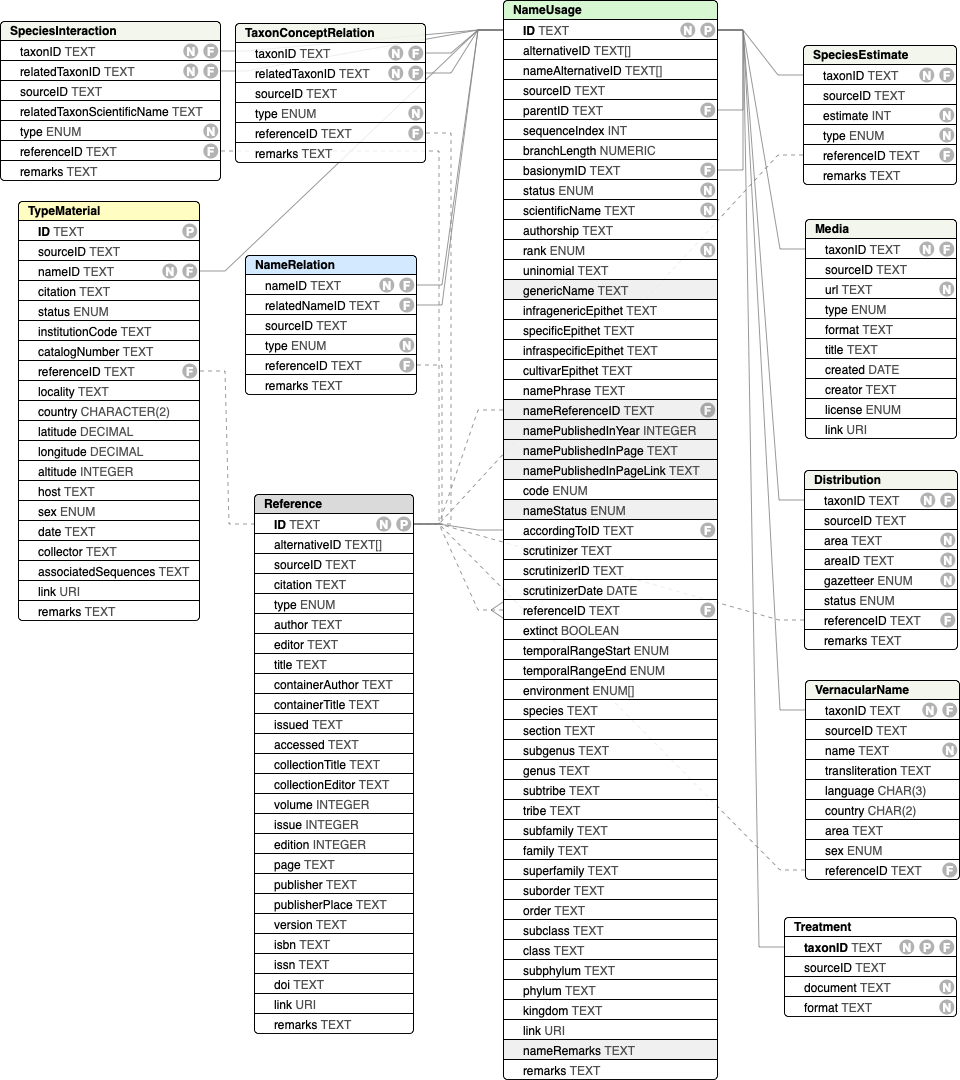 SpeciesInteraction
taxonID TEXT N F
relatedTaxonID TEXT N F
sourceID TEXT
relatedTaxonScientificName TEXT
type ENUM N
referenceID TEXT F
remarks TEXT
TaxonConceptRelation
taxonID TEXT N F
relatedTaxonID TEXT N F
sourceID TEXT
type ENUM N
referenceID TEXT F
remarks TEXT
TypeMaterial
ID TEXT P
sourceID TEXT
nameID TEXT N F
citation TEXT
status ENUM
institutionCode TEXT
catalogNumber TEXT
referenceID TEXT F
locality TEXT
country CHARACTER(2)
latitude DECIMAL
longitude DECIMAL
altitude INTEGER
host TEXT
sex ENUM
date TEXT
collector TEXT
associatedSequences TEXT
link URI
remarks TEXT
NameRelation
nameID TEXT N F
relatedNameID TEXT F
sourceID TEXT
type ENUM N
referenceID TEXT F
remarks TEXT
Reference
ID TEXT N P
alternativeID TEXT[]
sourceID TEXT
citation TEXT
type ENUM
author TEXT
editor TEXT
title TEXT
containerAuthor TEXT
containerTitle TEXT
issued TEXT
accessed TEXT
collectionTitle TEXT
collectionEditor TEXT
volume INTEGER
issue INTEGER
edition INTEGER
page TEXT
publisher TEXT
publisherPlace TEXT
version TEXT
isbn TEXT
issn TEXT
doi TEXT
link URI
remarks TEXT
NameUsage
ID TEXT N P
alternativeID TEXT[]
nameAlternativeID TEXT[]
sourceID TEXT
parentID TEXT F
sequenceIndex INT
branchLength NUMERIC
basionymID TEXT F
status ENUM N
scientificName TEXT N
authorship TEXT
rank ENUM N
uninomial TEXT
genericName TEXT
infragenericEpithet TEXT
specificEpithet TEXT
infraspecificEpithet TEXT
cultivarEpithet TEXT
namePhrase TEXT
nameReferenceID TEXT F
namePublishedInYear INTEGER
namePublishedInPage TEXT
namePublishedInPageLink TEXT
code ENUM
nameStatus ENUM
accordingToID TEXT F
scrutinizer TEXT
scrutinizerID TEXT
scrutinizerDate DATE
referenceID TEXT F
extinct BOOLEAN
temporalRangeStart ENUM
temporalRangeEnd ENUM
environment ENUM[]
species TEXT
section TEXT
subgenus TEXT
genus TEXT
subtribe TEXT
tribe TEXT
subfamily TEXT
family TEXT
superfamily TEXT
suborder TEXT
order TEXT
subclass TEXT
class TEXT
subphylum TEXT
phylum TEXT
kingdom TEXT
link URI
nameRemarks TEXT
remarks TEXT
SpeciesEstimate
taxonID TEXT N F
sourceID TEXT
estimate INT N
type ENUM N
referenceID TEXT F
remarks TEXT
Media
taxonID TEXT N F
sourceID TEXT
url TEXT N
type ENUM
format TEXT
title TEXT
created DATE
creator TEXT
license ENUM
link URI
Distribution
taxonID TEXT N F
sourceID TEXT
area TEXT N
areaID TEXT N
gazetteer ENUM N
status ENUM
referenceID TEXT F
remarks TEXT
VernacularName
taxonID TEXT N F
sourceID TEXT
name TEXT N
transliteration TEXT
language CHAR(3)
country CHAR(2)
area TEXT
sex ENUM
referenceID TEXT F
Treatment
taxonID TEXT N P F
sourceID TEXT
document TEXT N
format TEXT N